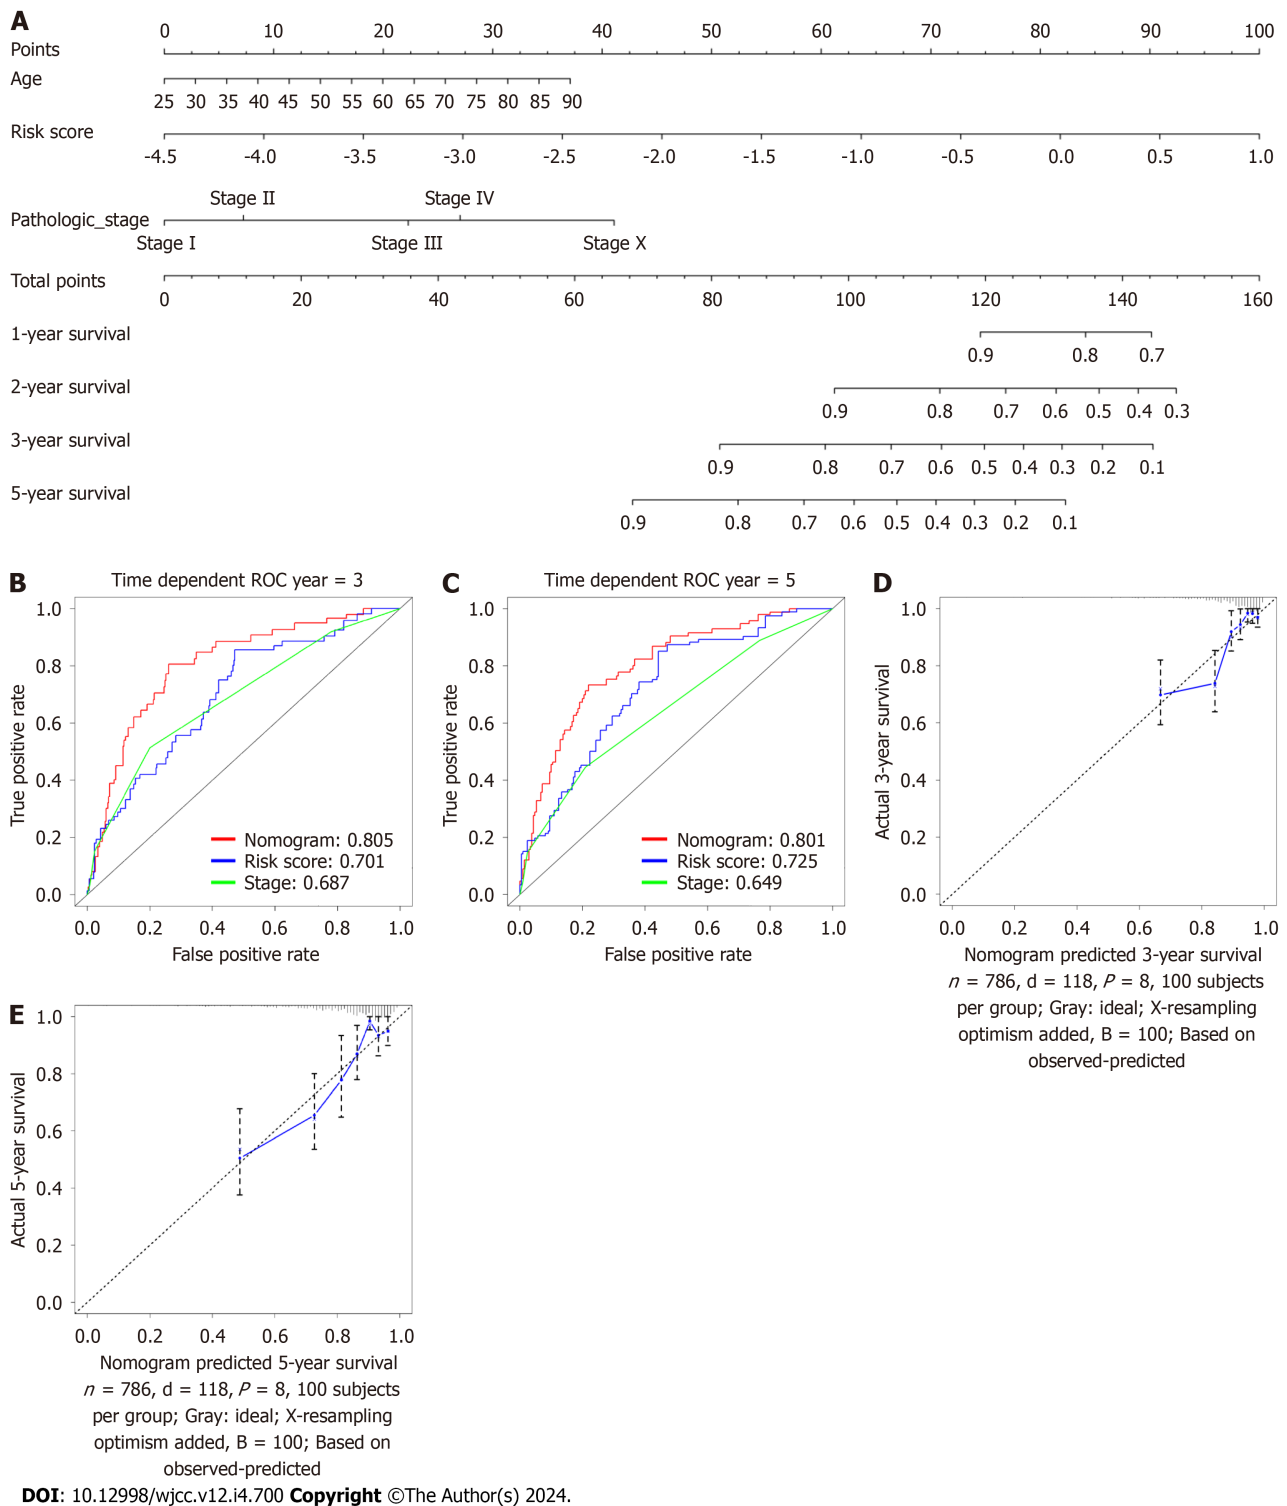 A
0 10 20 30 40 50 60 70 80 90 100
Points
Age
25 30 35 40 45 50 55 60 65 70 75 80 85 90
Risk score
-4.5 -4.0 -3.5 -3.0 -2.5 -2.0 -1.5 -1.0 -0.5 0.0 0.5 1.0
Stage II Stage IV
Pathologic_stage
Stage I Stage III Stage X
Total points
0 20 40 60 80 100 120 140 160
1-year survival
0.9 0.8 0.7
2-year survival
0.9 0.8 0.7 0.6 0.5 0.4 0.3
3-year survival
0.9 0.8 0.7 0.6 0.5 0.4 0.3 0.2 0.1
5-year survival
0.9 0.8 0.7 0.6 0.5 0.4 0.3 0.2 0.1
B
Time dependent ROC year = 3
True positive rate
1.0
0.8
0.6
0.4
0.2
0.0
Nomogram: 0.805
Risk score: 0.701
Stage: 0.687
0.0 0.2 0.4 0.6 0.8 1.0
False positive rate
C
Time dependent ROC year = 5
True positive rate
1.0
0.8
0.6
0.4
0.2
0.0
Nomogram: 0.801
Risk score: 0.725
Stage: 0.649
0.0 0.2 0.4 0.6 0.8 1.0
False positive rate
D
Actual 3-year survival
1.0
0.8
0.6
0.4
0.2
0.0
0.0 0.2 0.4 0.6 0.8 1.0
Nomogram predicted 3-year survival
n = 786, d = 118, P = 8, 100 subjects
per group; Gray: ideal; X-resampling
optimism added, B = 100; Based on
observed-predicted
E
Actual 5-year survival
1.0
0.8
0.6
0.4
0.2
0.0
0.0 0.2 0.4 0.6 0.8 1.0
Nomogram predicted 5-year survival
n = 786, d = 118, P = 8, 100 subjects
per group; Gray: ideal; X-resampling
optimism added, B = 100; Based on
observed-predicted
DOI: 10.12998/wjcc.v12.i4.700 Copyright ©The Author(s) 2024.